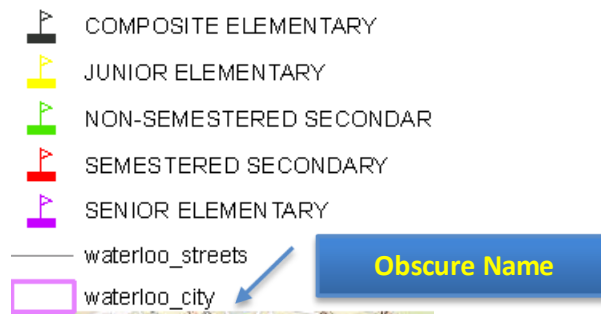 COMPOSITE ELEMENTARY
JUNIOR ELEMENTARY
NON-SEMESTERED SECONDAR
SEMESTERED SECONDARY
SENIOR ELEMENTARY
waterloo_streets
Obscure Name
waterloo_city